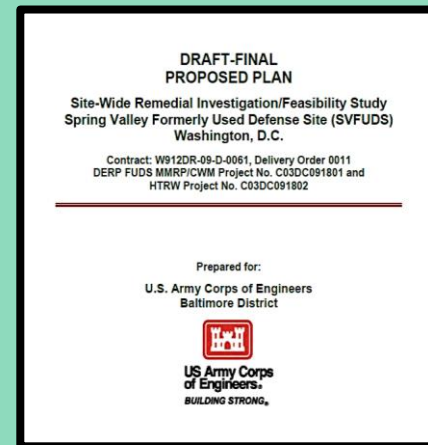 DRAFT-FINAL
PROPOSED PLAN
Site-Wide Remedial Investigation/Feasibility Study
Spring Valley Formerly Used Defense Site (SVFUDS)
Washington, D.C.
Contract: W912DR-09-D-0061, Delivery Order 0011
DERP FUDS MMRP/CWM Project No. C03DC091801 and
HTRW Project No. C03DC091802
Prepared for:
U.S. Army Corps of Engineers
Baltimore District
US Army Corps
of Engineers®
BUILDING STRONG®